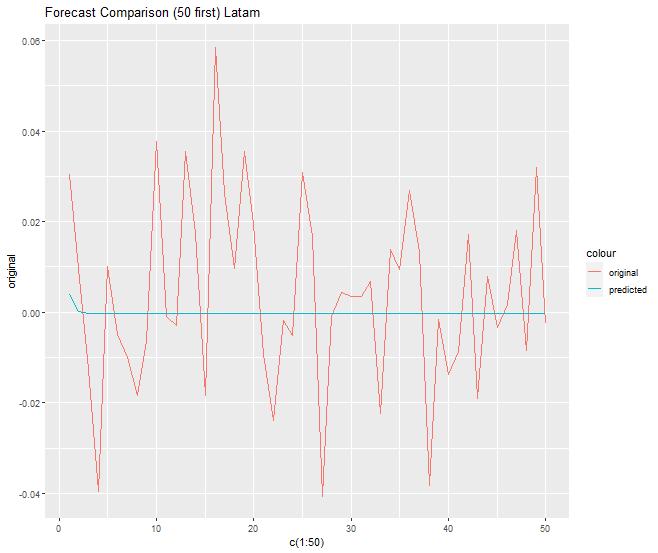 Forecast Comparison (50 first) Latam
0.06
0.04
0.02
0.00
-0.02
-0.04
original
0 10 20 30 40 50
c(1:50)
colour
original
predicted